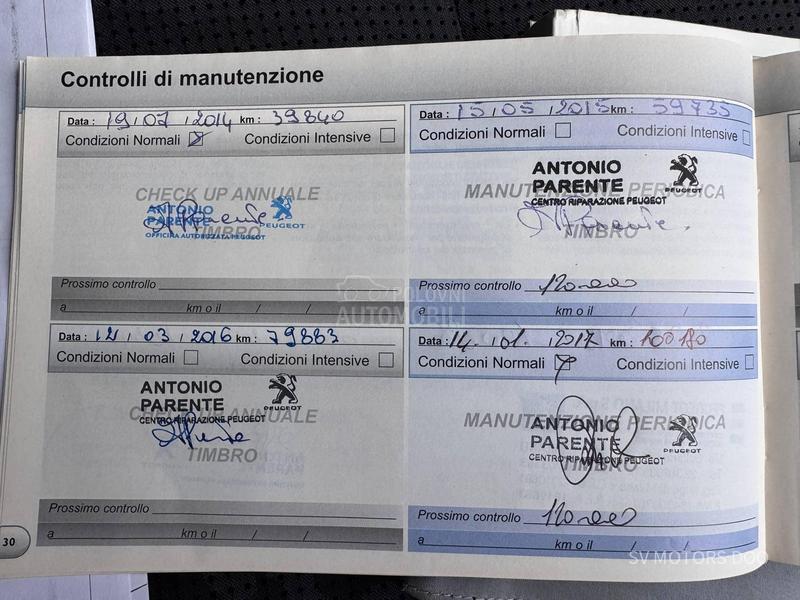 Controlli di manutenzione
Data : 19 / 07 / 2014 km : 39840
Condizioni Normali Condizioni Intensive
CHECK UP ANNUALE
ANTONIO
PARENTE
PEUGEOT
OFFICINA AUTORIZZATA PEUGEOT
TIMBRO
Prossimo controllo
a km o il / /
Data : 15 / 05 / 2015 km : 59735
Condizioni Normali Condizioni Intensive
ANTONIO
PARENTE
PEUGEOT
MANUTENZIONE PERIODICA
CENTRO RIPARAZIONE PEUGEOT
TIMBRO
Prossimo controllo
a km o il / /
Data : 12 / 03 / 2016 km : 79883
Condizioni Normali Condizioni Intensive
ANTONIO
PARENTE
PEUGEOT
CHECK UP ANNUALE
CENTRO RIPARAZIONE PEUGEOT
TIMBRO
Prossimo controllo
a km o il / /
Data : 14 . 01 . 2017 km : 100180
Condizioni Normali Condizioni Intensive
MANUTENZIONE PERIODICA
ANTONIO
PARENTE
PEUGEOT
CENTRO RIPARAZIONE PEUGEOT
TIMBRO
Prossimo controllo
a km o il / /
30
POLOVNI
AUTOMOBILI
SV MOTORS DOO